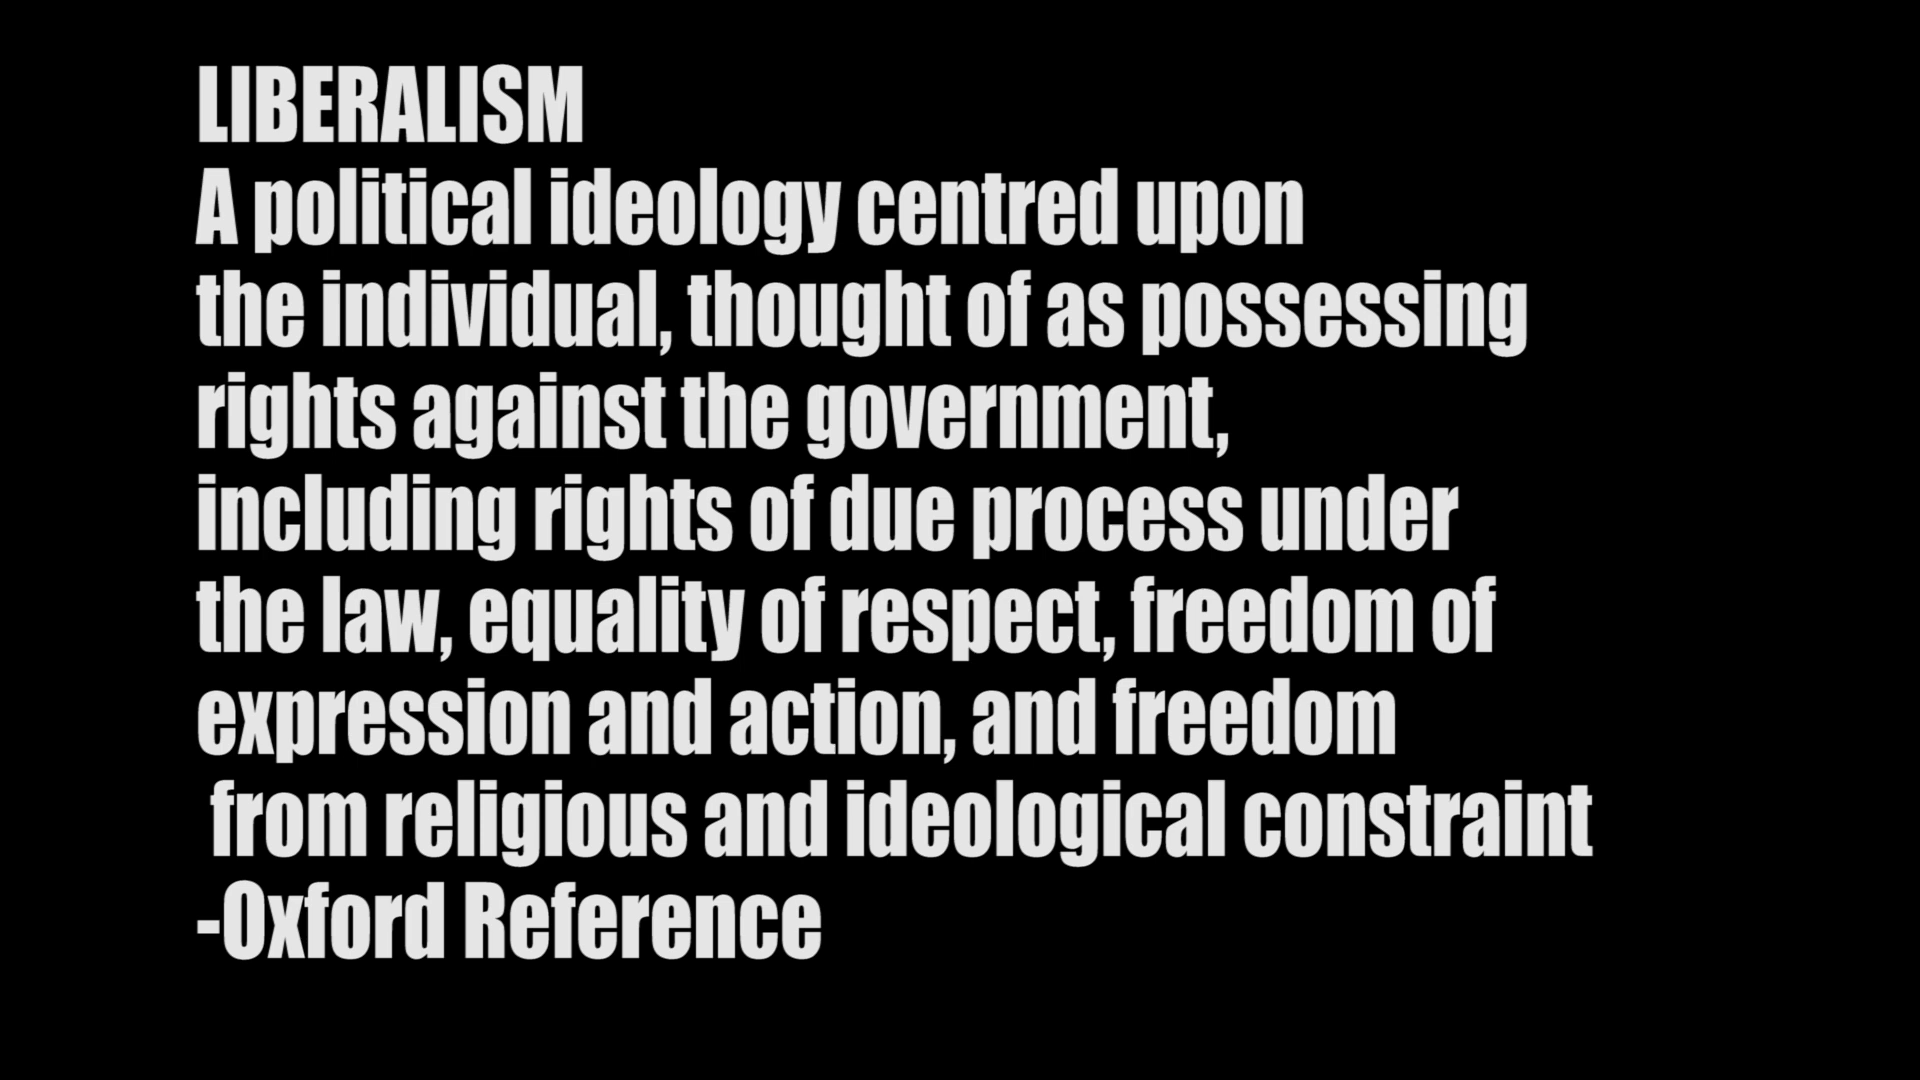 LIBERALISM
A political ideology centred upon
the individual, thought of as possessing
rights against the government,
including rights of due process under
the law, equality of respect, freedom of
expression and action, and freedom
from religious and ideological constraint
-Oxford Reference